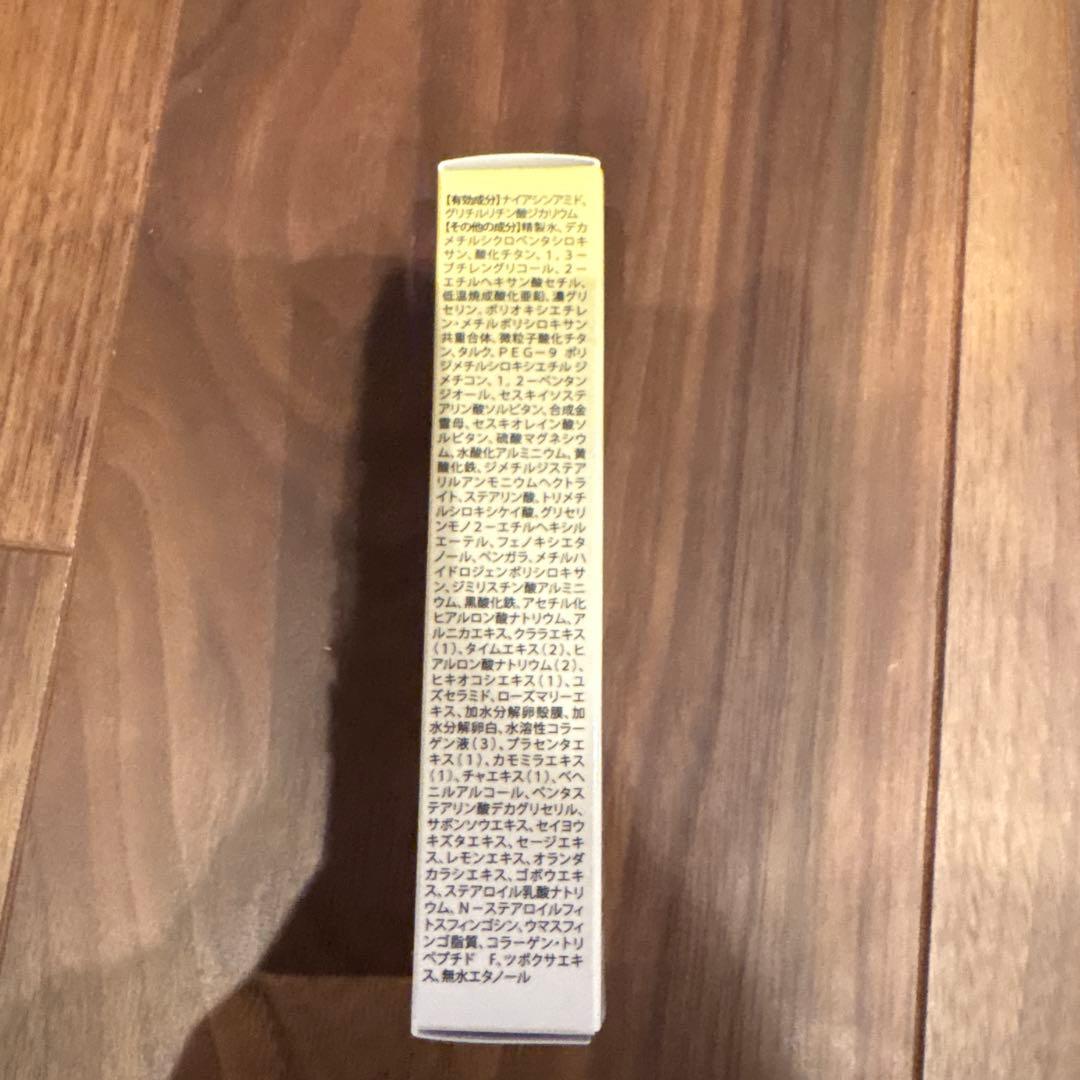 【有効成分】ナイアシンアミド、
グリチルリチン酸ジカリウム
【その他の成分】精製水、デカ
メチルシクロペンタシロキ
サン、酸化チタン、1，3－
ブチレングリコール、2－
エチルヘキサン酸セチル、
低温焼成酸化亜鉛、濃グリ
セリン、ポリオキシエチレ
ン・メチルポリシロキサン
共重合体、微粒子酸化チタ
ン、タルク、PEG－9 ポリ
ジメチルシロキシエチル ジ
メチコン、1，2－ペンタン
ジオール、セスキイソステ
アリン酸ソルビタン、合成金
雲母、セスキオレイン酸ソ
ルビタン、硫酸マグネシウ
ム、水酸化アルミニウム、黄
酸化鉄、ジメチルジステア
リルアンモニウムヘクトラ
イト、ステアリン酸、トリメチ
ルシロキシケイ酸、グリセリ
ンモノ2－エチルヘキシル
エーテル、フェノキシエタ
ノール、ベンガラ、メチルハ
イドロジェンポリシロキサ
ン、ジミリスチン酸アルミニ
ウム、黒酸化鉄、アセチル化
ヒアルロン酸ナトリウム、ア
ルニカエキス、クララエキス
（1）、タイムエキス（2）、ヒ
アルロン酸ナトリウム（2）、
ヒキオコシエキス（1）、ユ
ズセラミド、ローズマリーエ
キス、加水分解卵殻膜、加
水分解卵白、水溶性コラー
ゲン液（3）、プラセンタエ
キス（1）、カモミラエキス
（1）、チャエキス（1）、ベヘ
ニルアルコール、ペンタス
テアリン酸デカグリセリル、
サボンソウエキス、セイヨウ
キズタエキス、セージエキ
ス、レモンエキス、オランダ
カラシエキス、ゴボウエキ
ス、ステアロイル乳酸ナトリ
ウム、N－ステアロイルフィ
トスフィンゴシン、ウマスフィ
ンゴ脂質、コラーゲン・トリ
ペプチド F、ツボクサエキ
ス、無水エタノール